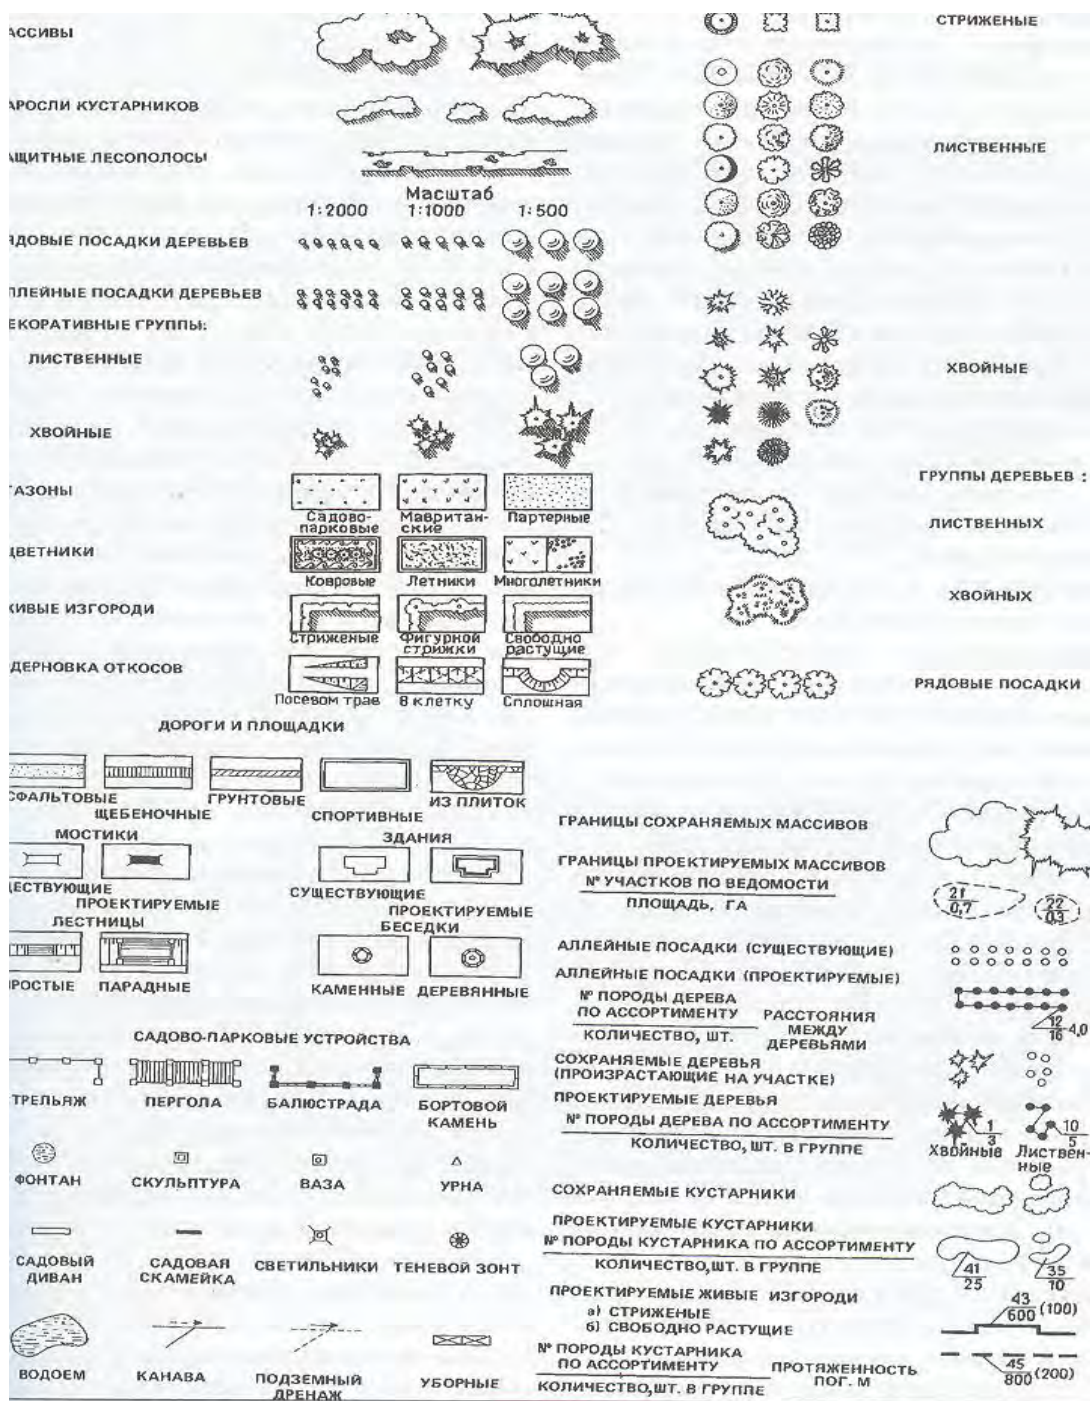 АССИВЫ
АРОСЛИ КУСТАРНИКОВ
АЩИТНЫЕ ЛЕСОПОЛОСЫ
Масштаб
1:2000 1:1000 1:500
ЯДОВЫЕ ПОСАДКИ ДЕРЕВЬЕВ
ЛЛЕЙНЫЕ ПОСАДКИ ДЕРЕВЬЕВ
ЕКОРАТИВНЫЕ ГРУППЫ:
ЛИСТВЕННЫЕ
ХВОЙНЫЕ
ГАЗОНЫ
Садово-парковые
Мавритан-ские
Партерные
ЦВЕТНИКИ
Ковровые Летники Многолетники
ЖИВЫЕ ИЗГОРОДИ
Стриженые
Фигурной стрижки
Свободно растущие
ОДЕРНОВКА ОТКОСОВ
Посевом трав В клетку Сплошная
СТРИЖЕНЫЕ
ЛИСТВЕННЫЕ
ХВОЙНЫЕ
ГРУППЫ ДЕРЕВЬЕВ :
ЛИСТВЕННЫХ
ХВОЙНЫХ
РЯДОВЫЕ ПОСАДКИ
ДОРОГИ И ПЛОЩАДКИ
СФАЛЬТОВЫЕ
ЩЕБЕНОЧНЫЕ
ГРУНТОВЫЕ
СПОРТИВНЫЕ
ИЗ ПЛИТОК
МОСТИКИ
ЗДАНИЯ
ЩЕСТВУЮЩИЕ
ПРОЕКТИРУЕМЫЕ
СУЩЕСТВУЮЩИЕ
ПРОЕКТИРУЕМЫЕ
ЛЕСТНИЦЫ
БЕСЕДКИ
РОСТЫЕ ПАРАДНЫЕ
КАМЕННЫЕ ДЕРЕВЯННЫЕ
САДОВО-ПАРКОВЫЕ УСТРОЙСТВА
ТРЕЛЬЯЖ ПЕРГОЛА БАЛЮСТРАДА
БОРТОВОЙ
КАМЕНЬ
ФОНТАН СКУЛЬПТУРА ВАЗА УРНА
САДОВЫЙ
ДИВАН
САДОВАЯ
СКАМЕЙКА
СВЕТИЛЬНИКИ ТЕНЕВОЙ ЗОНТ
ВОДОЕМ КАНАВА
ПОДЗЕМНЫЙ
ДРЕНАЖ
УБОРНЫЕ
ГРАНИЦЫ СОХРАНЯЕМЫХ МАССИВОВ
ГРАНИЦЫ ПРОЕКТИРУЕМЫХ МАССИВОВ
№ УЧАСТКОВ ПО ВЕДОМОСТИ
ПЛОЩАДЬ, ГА
21
0,7
22
0,3
АЛЛЕЙНЫЕ ПОСАДКИ (СУЩЕСТВУЮЩИЕ)
АЛЛЕЙНЫЕ ПОСАДКИ (ПРОЕКТИРУЕМЫЕ)
№ ПОРОДЫ ДЕРЕВА
ПО АССОРТИМЕНТУ
КОЛИЧЕСТВО, ШТ.
РАССТОЯНИЯ
МЕЖДУ
ДЕРЕВЬЯМИ
12
16
4,0
СОХРАНЯЕМЫЕ ДЕРЕВЬЯ
(ПРОИЗРАСТАЮЩИЕ НА УЧАСТКЕ)
ПРОЕКТИРУЕМЫЕ ДЕРЕВЬЯ
№ ПОРОДЫ ДЕРЕВА ПО АССОРТИМЕНТУ
КОЛИЧЕСТВО, ШТ. В ГРУППЕ
1
3
10
5
Хвойные
Листвен-
ные
СОХРАНЯЕМЫЕ КУСТАРНИКИ
ПРОЕКТИРУЕМЫЕ КУСТАРНИКИ
№ ПОРОДЫ КУСТАРНИКА ПО АССОРТИМЕНТУ
КОЛИЧЕСТВО,ШТ. В ГРУППЕ
41
25
35
10
ПРОЕКТИРУЕМЫЕ ЖИВЫЕ ИЗГОРОДИ
а) СТРИЖЕНЫЕ
б) СВОБОДНО РАСТУЩИЕ
43
600 (100)
№ ПОРОДЫ КУСТАРНИКА
ПО АССОРТИМЕНТУ
КОЛИЧЕСТВО,ШТ. В ГРУППЕ
ПРОТЯЖЕННОСТЬ
ПОГ. М
45
800 (200)